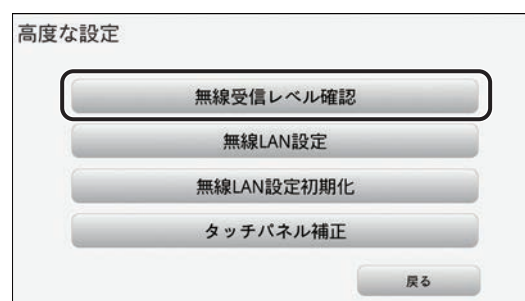 高度な設定
無線受信レベル確認
無線LAN設定
無線LAN設定初期化
タッチパネル補正
戻る